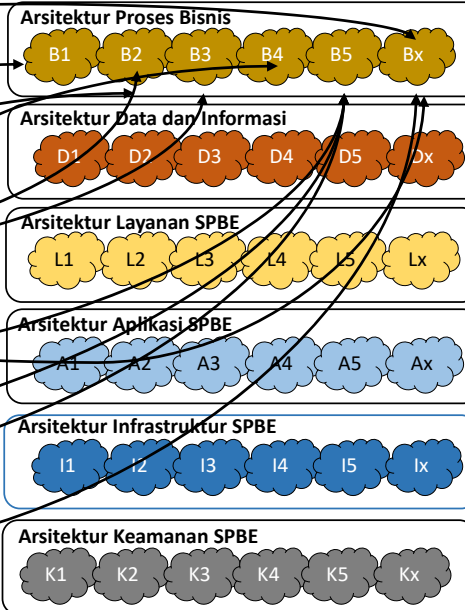 Arsitektur Proses Bisnis
B1 B2 B3 B4 B5 Bx
Arsitektur Data dan Informasi
D1 D2 D3 D4 D5 Dx
Arsitektur Layanan SPBE
L1 L2 L3 L4 L5 Lx
Arsitektur Aplikasi SPBE
A1 A2 A3 A4 A5 Ax
Arsitektur Infrastruktur SPBE
I1 I2 I3 I4 I5 Ix
Arsitektur Keamanan SPBE
K1 K2 K3 K4 K5 Kx